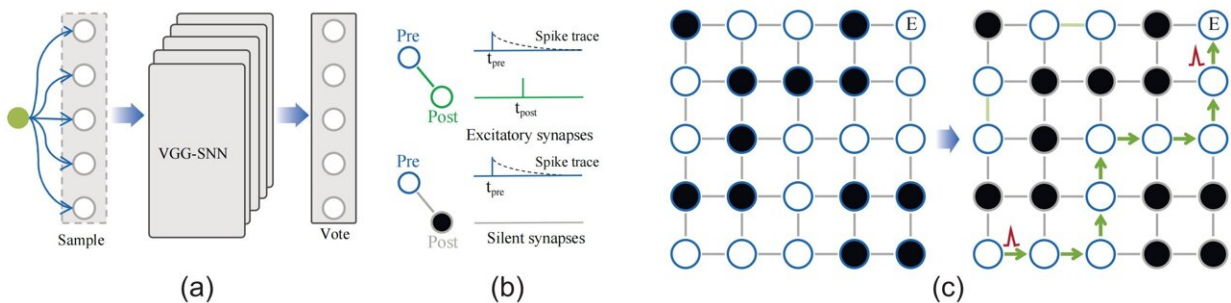 VGG-SNN
Sample
Vote
(a)
Pre
Post
Spike trace
tpre
tpost
Excitatory synapses
Pre
Post
Spike trace
tpre
Silent synapses
(b)
E
E
(c)